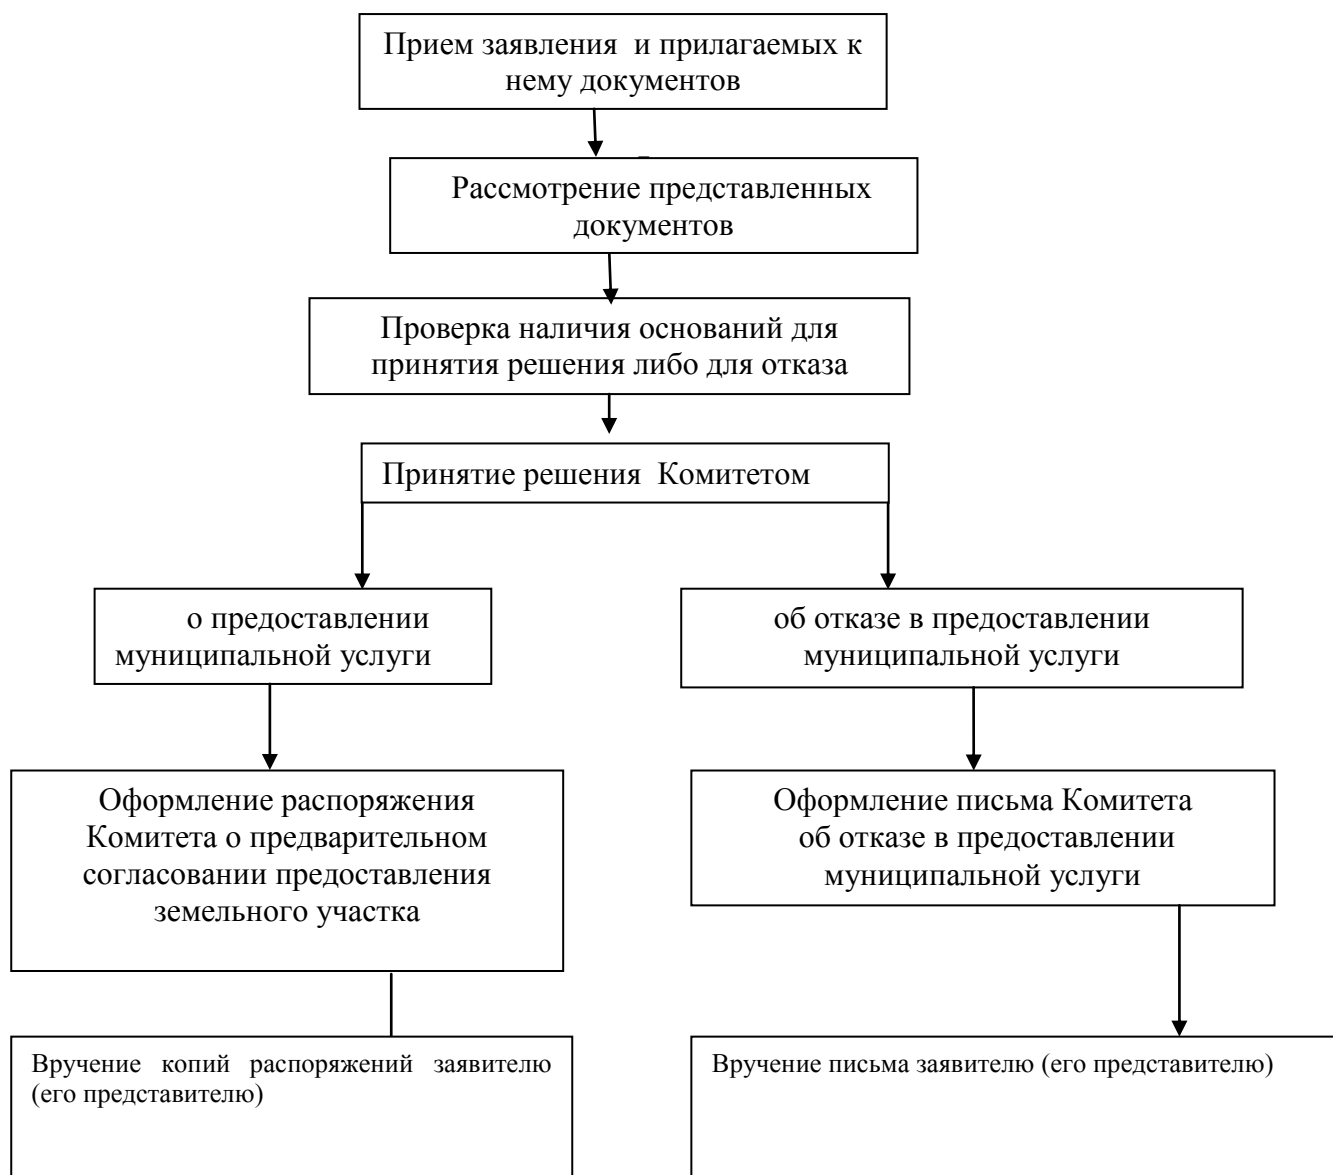 Прием заявления и прилагаемых к
нему документов
Рассмотрение представленных
документов
Проверка наличия оснований для
принятия решения либо для отказа
Принятие решения Комитетом
о предоставлении
муниципальной услуги
об отказе в предоставлении
муниципальной услуги
Оформление распоряжения
Комитета о предварительном
согласовании предоставления
земельного участка
Оформление письма Комитета
об отказе в предоставлении
муниципальной услуги
Вручение копий распоряжений заявителю
(его представителю)
Вручение письма заявителю (его представителю)